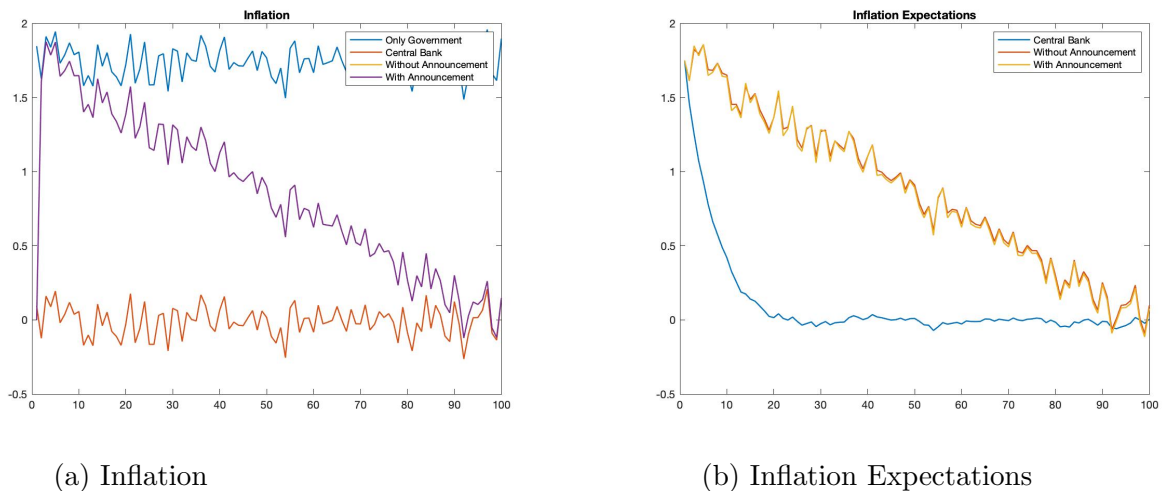 Inflation
Only Government
Central Bank
Without Announcement
With Announcement
2
1.5
1
0.5
0
-0.5
0 10 20 30 40 50 60 70 80 90 100
(a) Inflation
Inflation Expectations
Central Bank
Without Announcement
With Announcement
2
1.5
1
0.5
0
-0.5
0 10 20 30 40 50 60 70 80 90 100
(b) Inflation Expectations